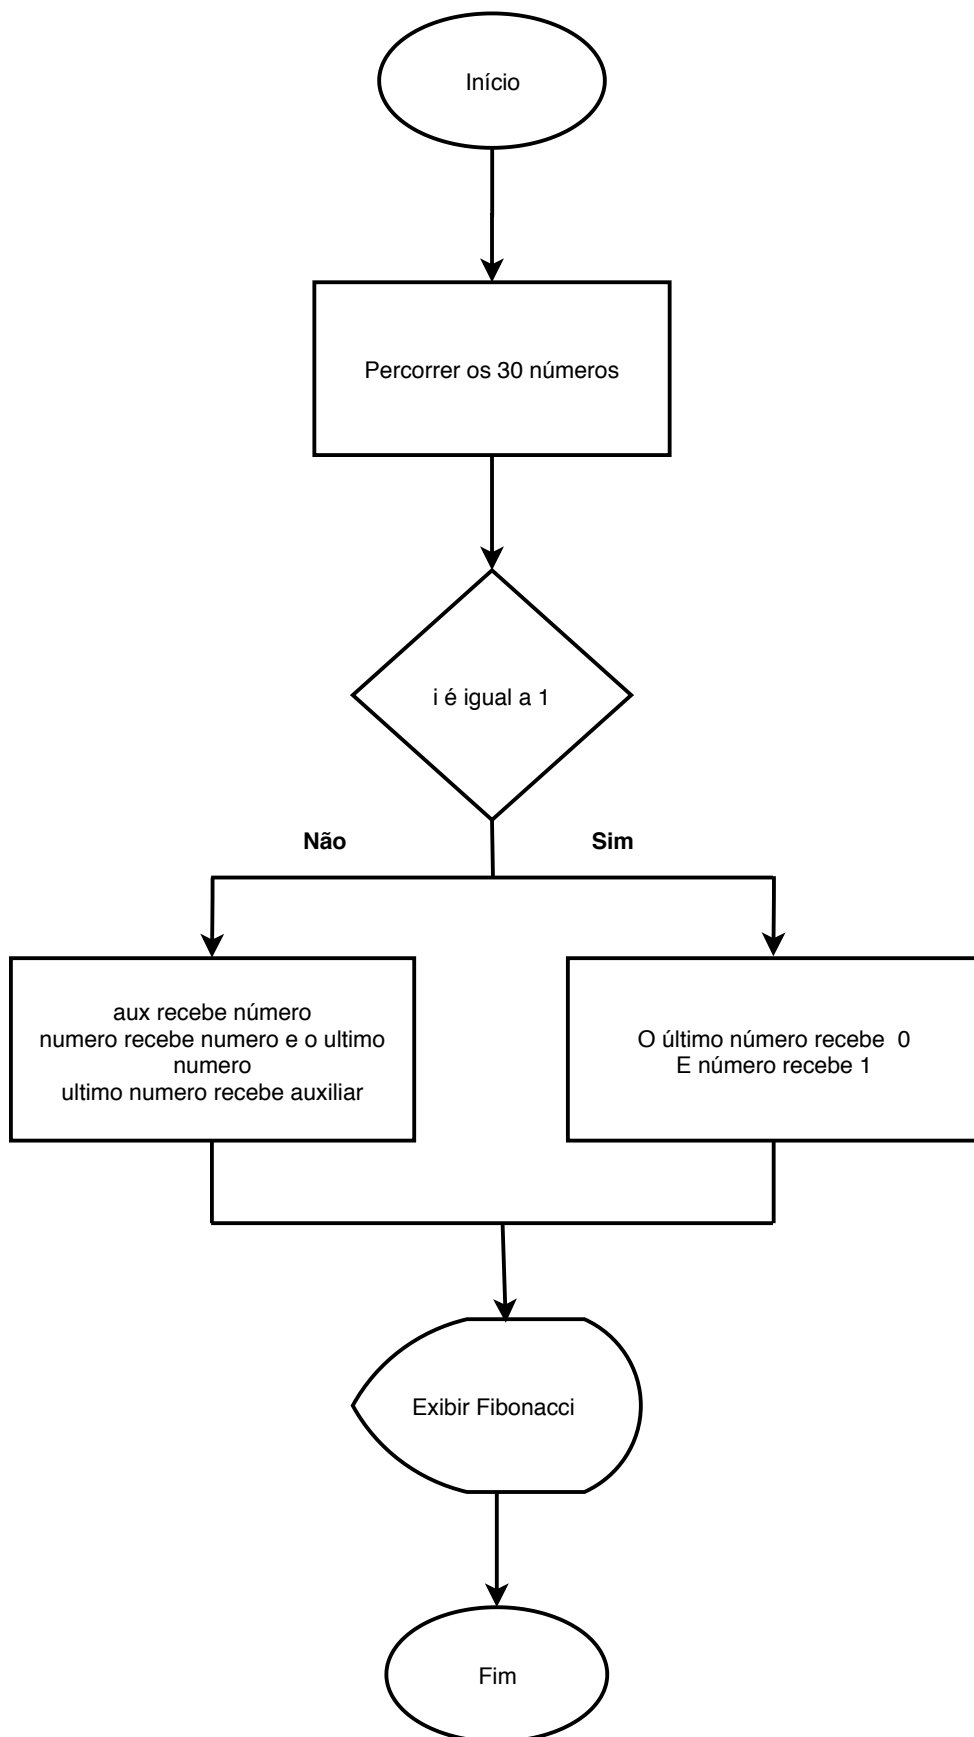 Início
Percorrer os 30 números
i é igual a 1
Não
Sim
aux recebe número
numero recebe numero e o ultimo
numero
ultimo numero recebe auxiliar
O último número recebe  0
E número recebe 1
Exibir Fibonacci
Fim